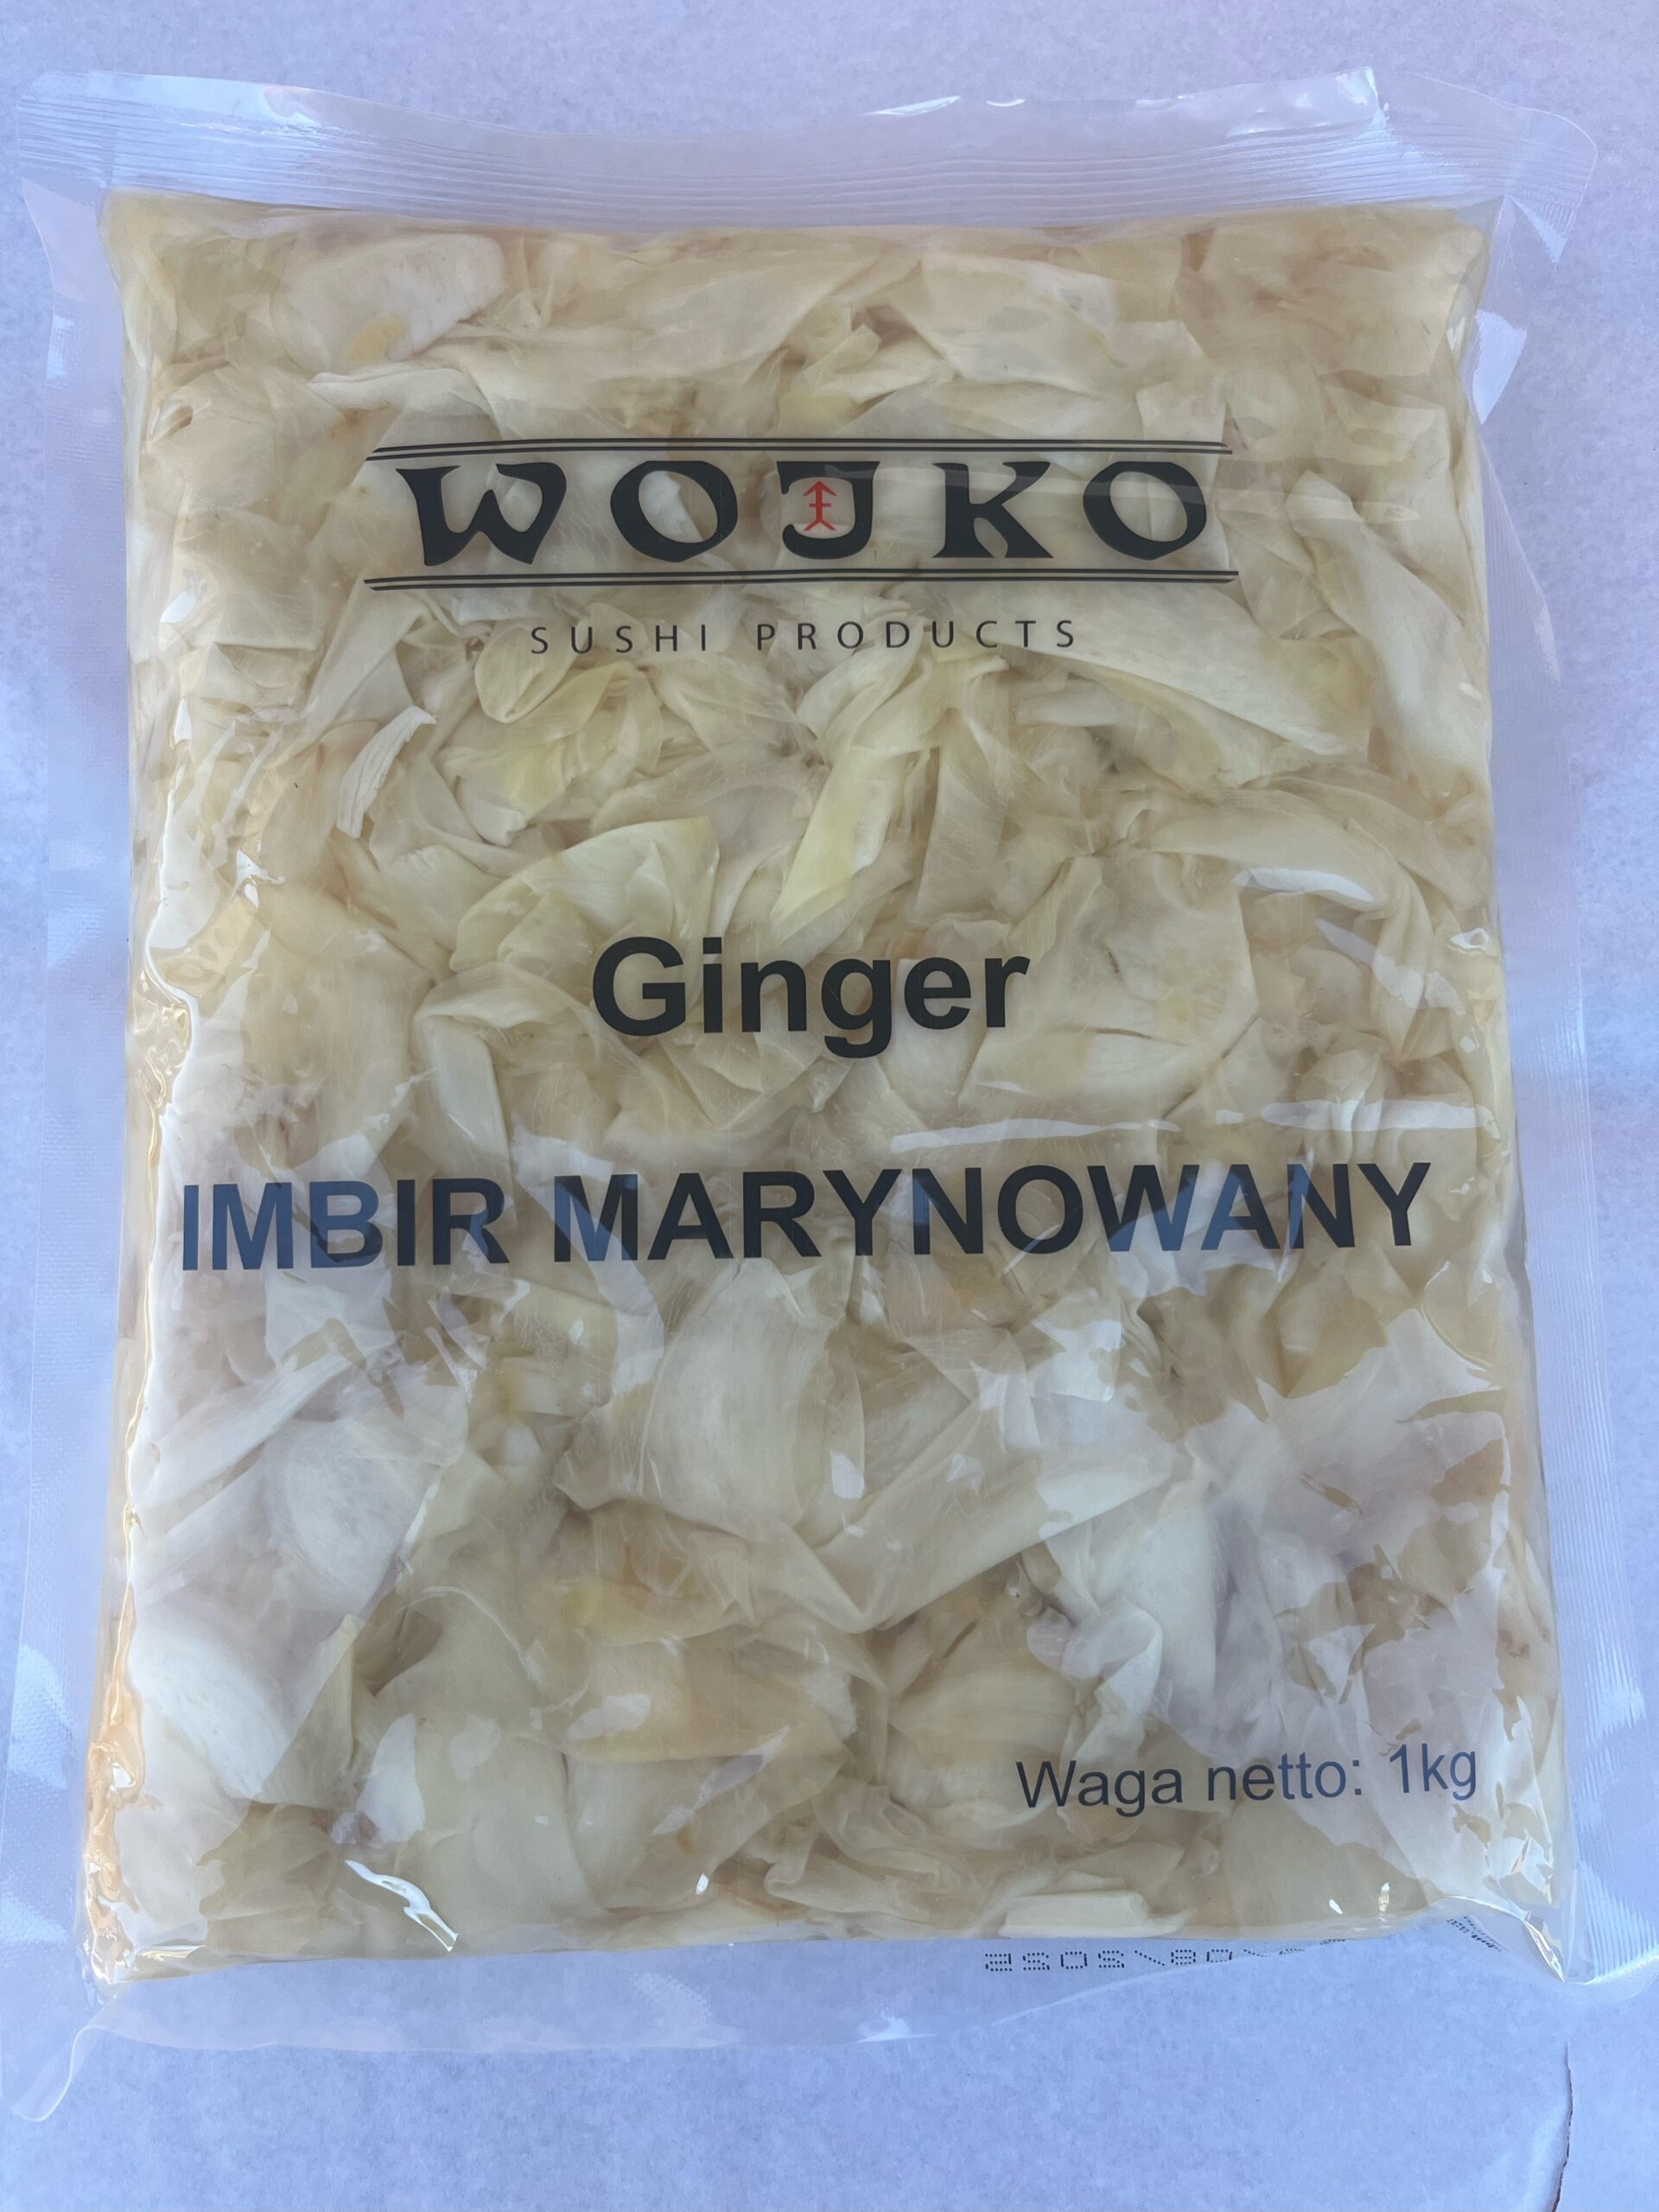 WOJKO
SUSHI PRODUCTS
Ginger
IMBIR MARYNOWANY
Waga netto: 1kg